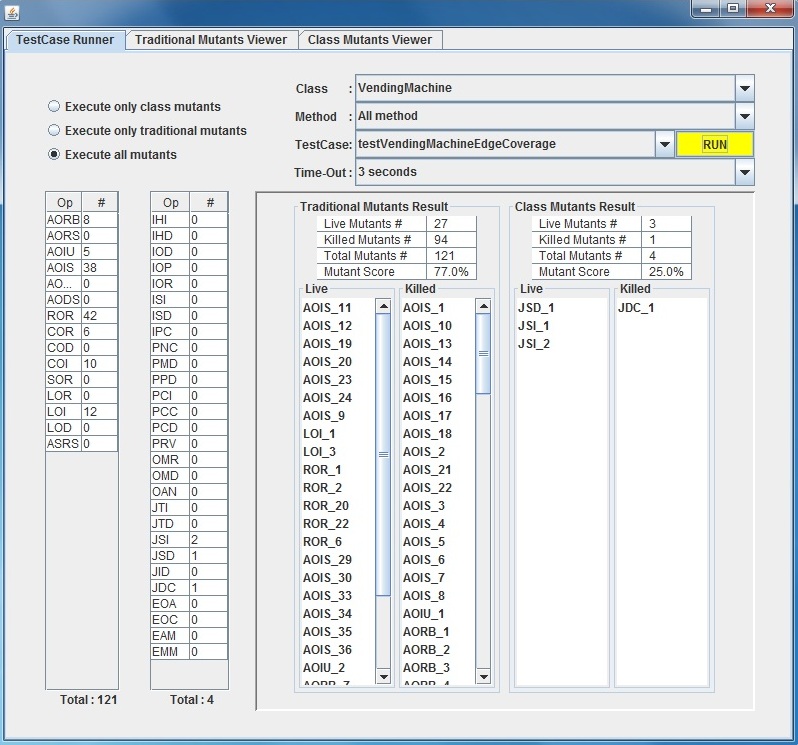 TestCase Runner Traditional Mutants Viewer Class Mutants Viewer
Execute only class mutants
Execute only traditional mutants
Execute all mutants
Class : VendingMachine
Method : All method
TestCase: testVendingMachineEdgeCoverage RUN
Time-Out : 3 seconds
Op #
AORB 8
AORS 0
AOIU 5
AOIS 38
AO... 0
AODS 0
ROR 42
COR 6
COD 0
COI 10
SOR 0
LOR 0
LOI 12
LOD 0
ASRS 0
Total : 121
Op #
IHI 0
IHD 0
IOD 0
IOP 0
IOR 0
ISI 0
ISD 0
IPC 0
PNC 0
PMD 0
PPD 0
PCI 0
PCC 0
PCD 0
PRV 0
OMR 0
OMD 0
OAN 0
JTI 0
JTD 0
JSI 2
JSD 1
JID 0
JDC 1
EOA 0
EOC 0
EAM 0
EMM 0
Total : 4
Traditional Mutants Result
Live Mutants # 27
Killed Mutants # 94
Total Mutants # 121
Mutant Score 77.0%
Live
AOIS_11
AOIS_12
AOIS_19
AOIS_20
AOIS_23
AOIS_24
AOIS_9
LOI_1
LOI_3
ROR_1
ROR_2
ROR_20
ROR_22
ROR_6
AOIS_29
AOIS_30
AOIS_33
AOIS_34
AOIS_35
AOIS_36
AOIU_2
AORB_7
Killed
AOIS_1
AOIS_10
AOIS_13
AOIS_14
AOIS_15
AOIS_16
AOIS_17
AOIS_18
AOIS_2
AOIS_21
AOIS_22
AOIS_3
AOIS_4
AOIS_5
AOIS_6
AOIS_7
AOIS_8
AOIU_1
AORB_1
AORB_2
AORB_3
AORB_4
Class Mutants Result
Live Mutants # 3
Killed Mutants # 1
Total Mutants # 4
Mutant Score 25.0%
Live
JSD_1
JSI_1
JSI_2
Killed
JDC_1